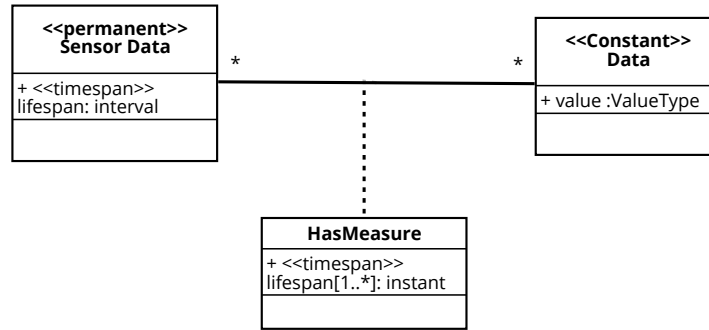 <<permanent>>
Sensor Data
+ <<timespan>>
lifespan: interval
*
*
<<Constant>>
Data
+ value :ValueType
HasMeasure
+ <<timespan>>
lifespan[1..*]: instant